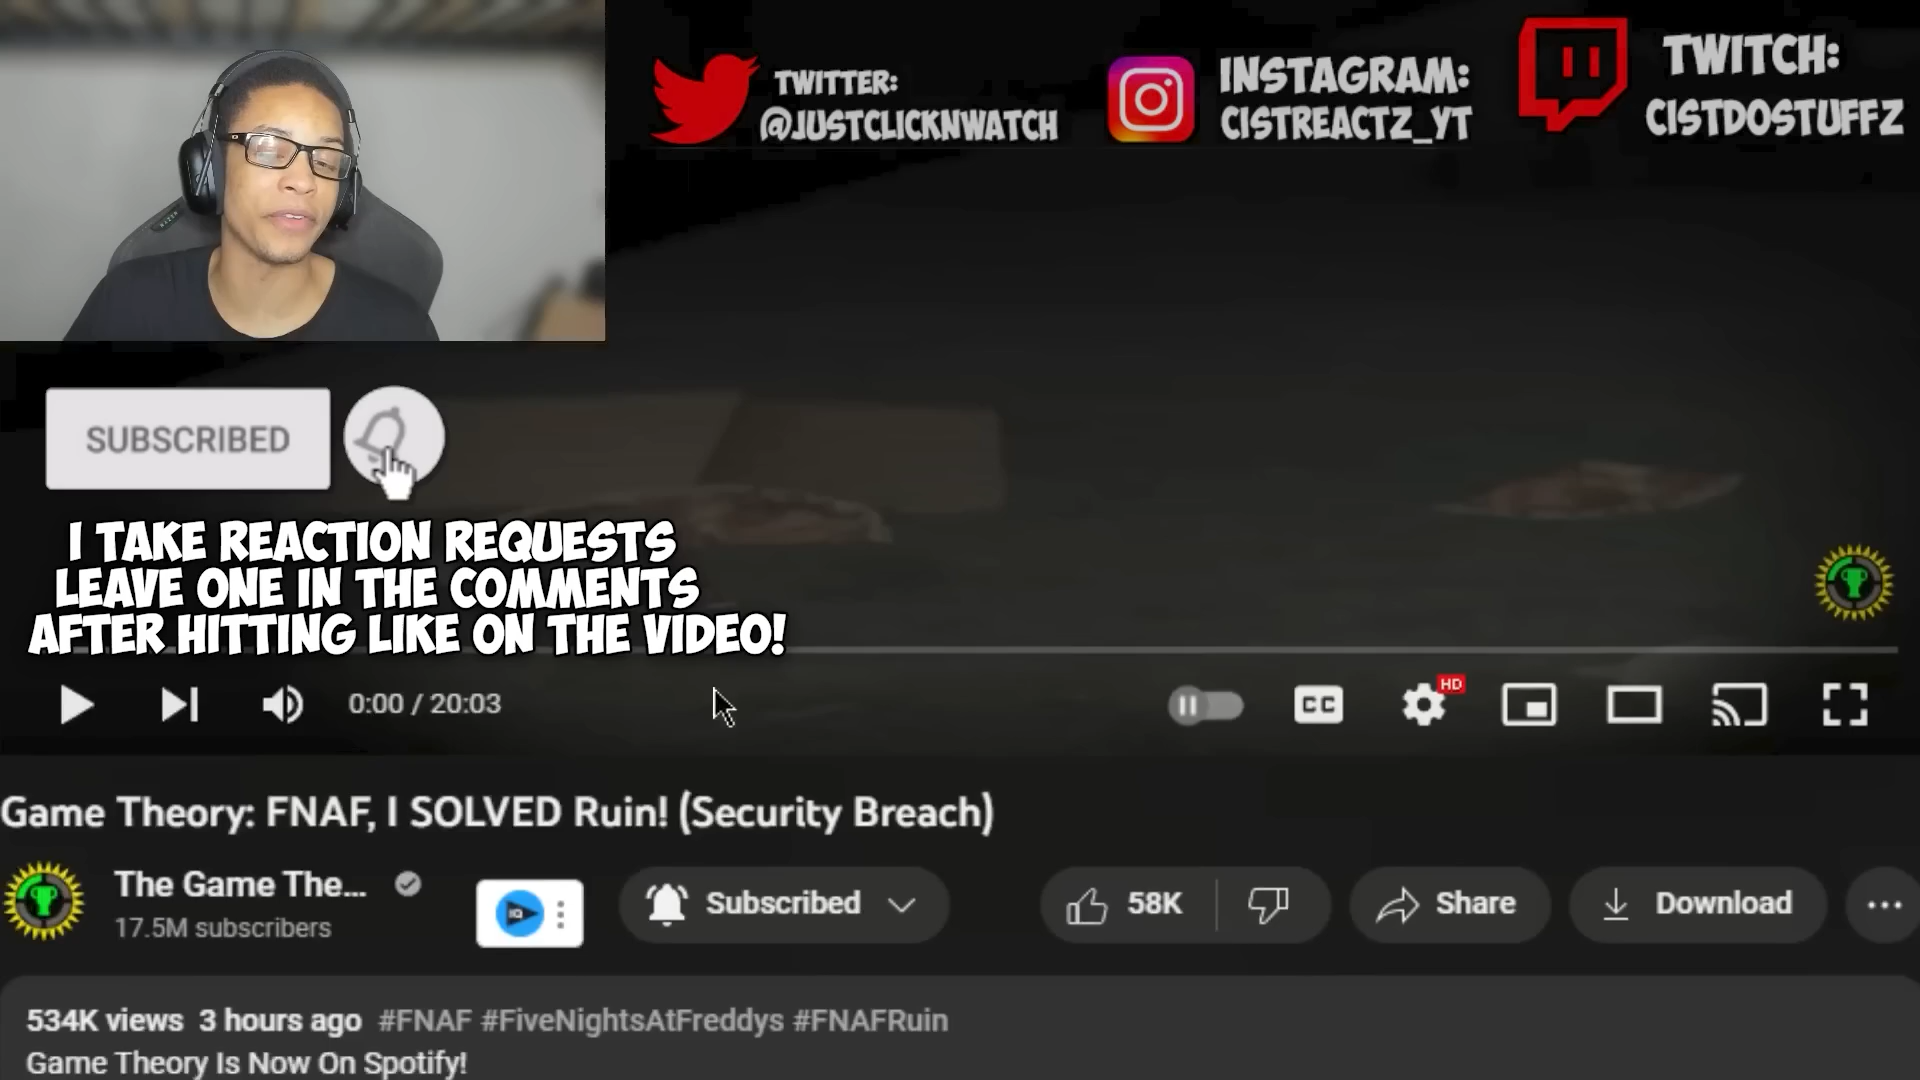 TWITTER:
@JUSTCLICKNWATCH
INSTAGRAM:
CISTREACTZ_YT
TWITCH:
CISTDOSTUFFZ
SUBSCRIBED
I TAKE REACTION REQUESTS
LEAVE ONE IN THE COMMENTS
AFTER HITTING LIKE ON THE VIDEO!
0:00 / 20:03
CC
HD
Game Theory: FNAF, I SOLVED Ruin! (Security Breach)
The Game The...
17.5M subscribers
IQ
Subscribed
58K
Share
Download
534K views 3 hours ago #FNAF #FiveNightsAtFreddys #FNAFRuin
Game Theory Is Now On Spotify!